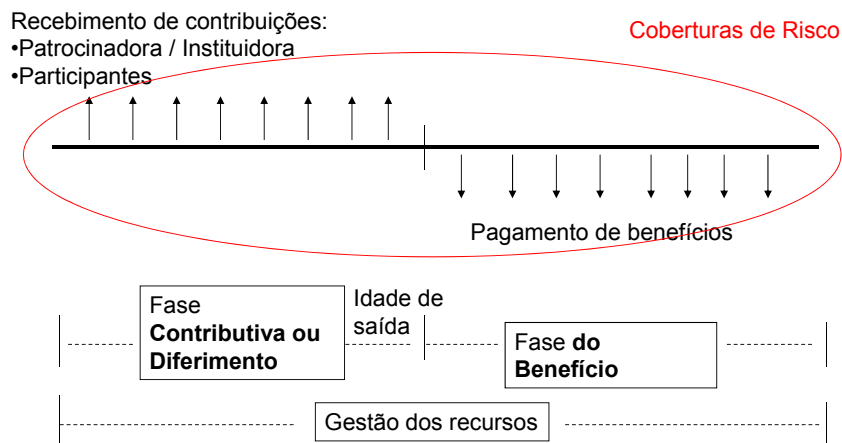 Recebimento de contribuições:
•Patrocinadora / Instituidora
•Participantes
Coberturas de Risco
Pagamento de benefícios
Fase
Contributiva ou
Diferimento
Idade de
saída
Fase do
Benefício
Gestão dos recursos